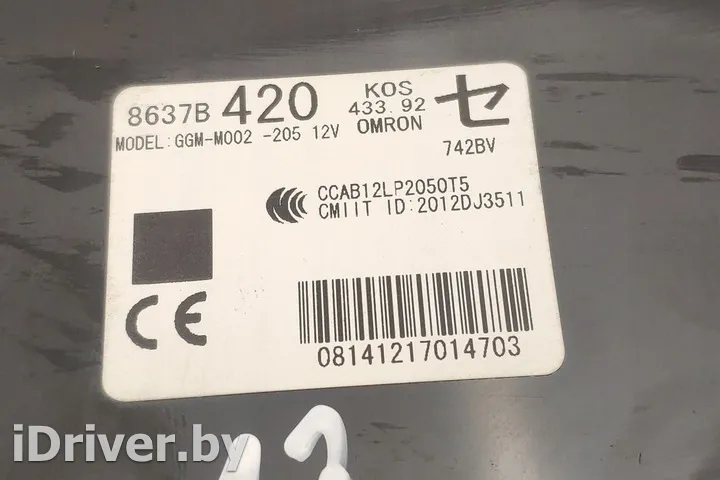 8637B 420 KOS 433.92 セ
MODEL:GGM-M002 -205 12V OMRON
742BV
CCAB12LP2050T5
CMIIT ID:2012DJ3511
CE
08141217014703
iDriver.by